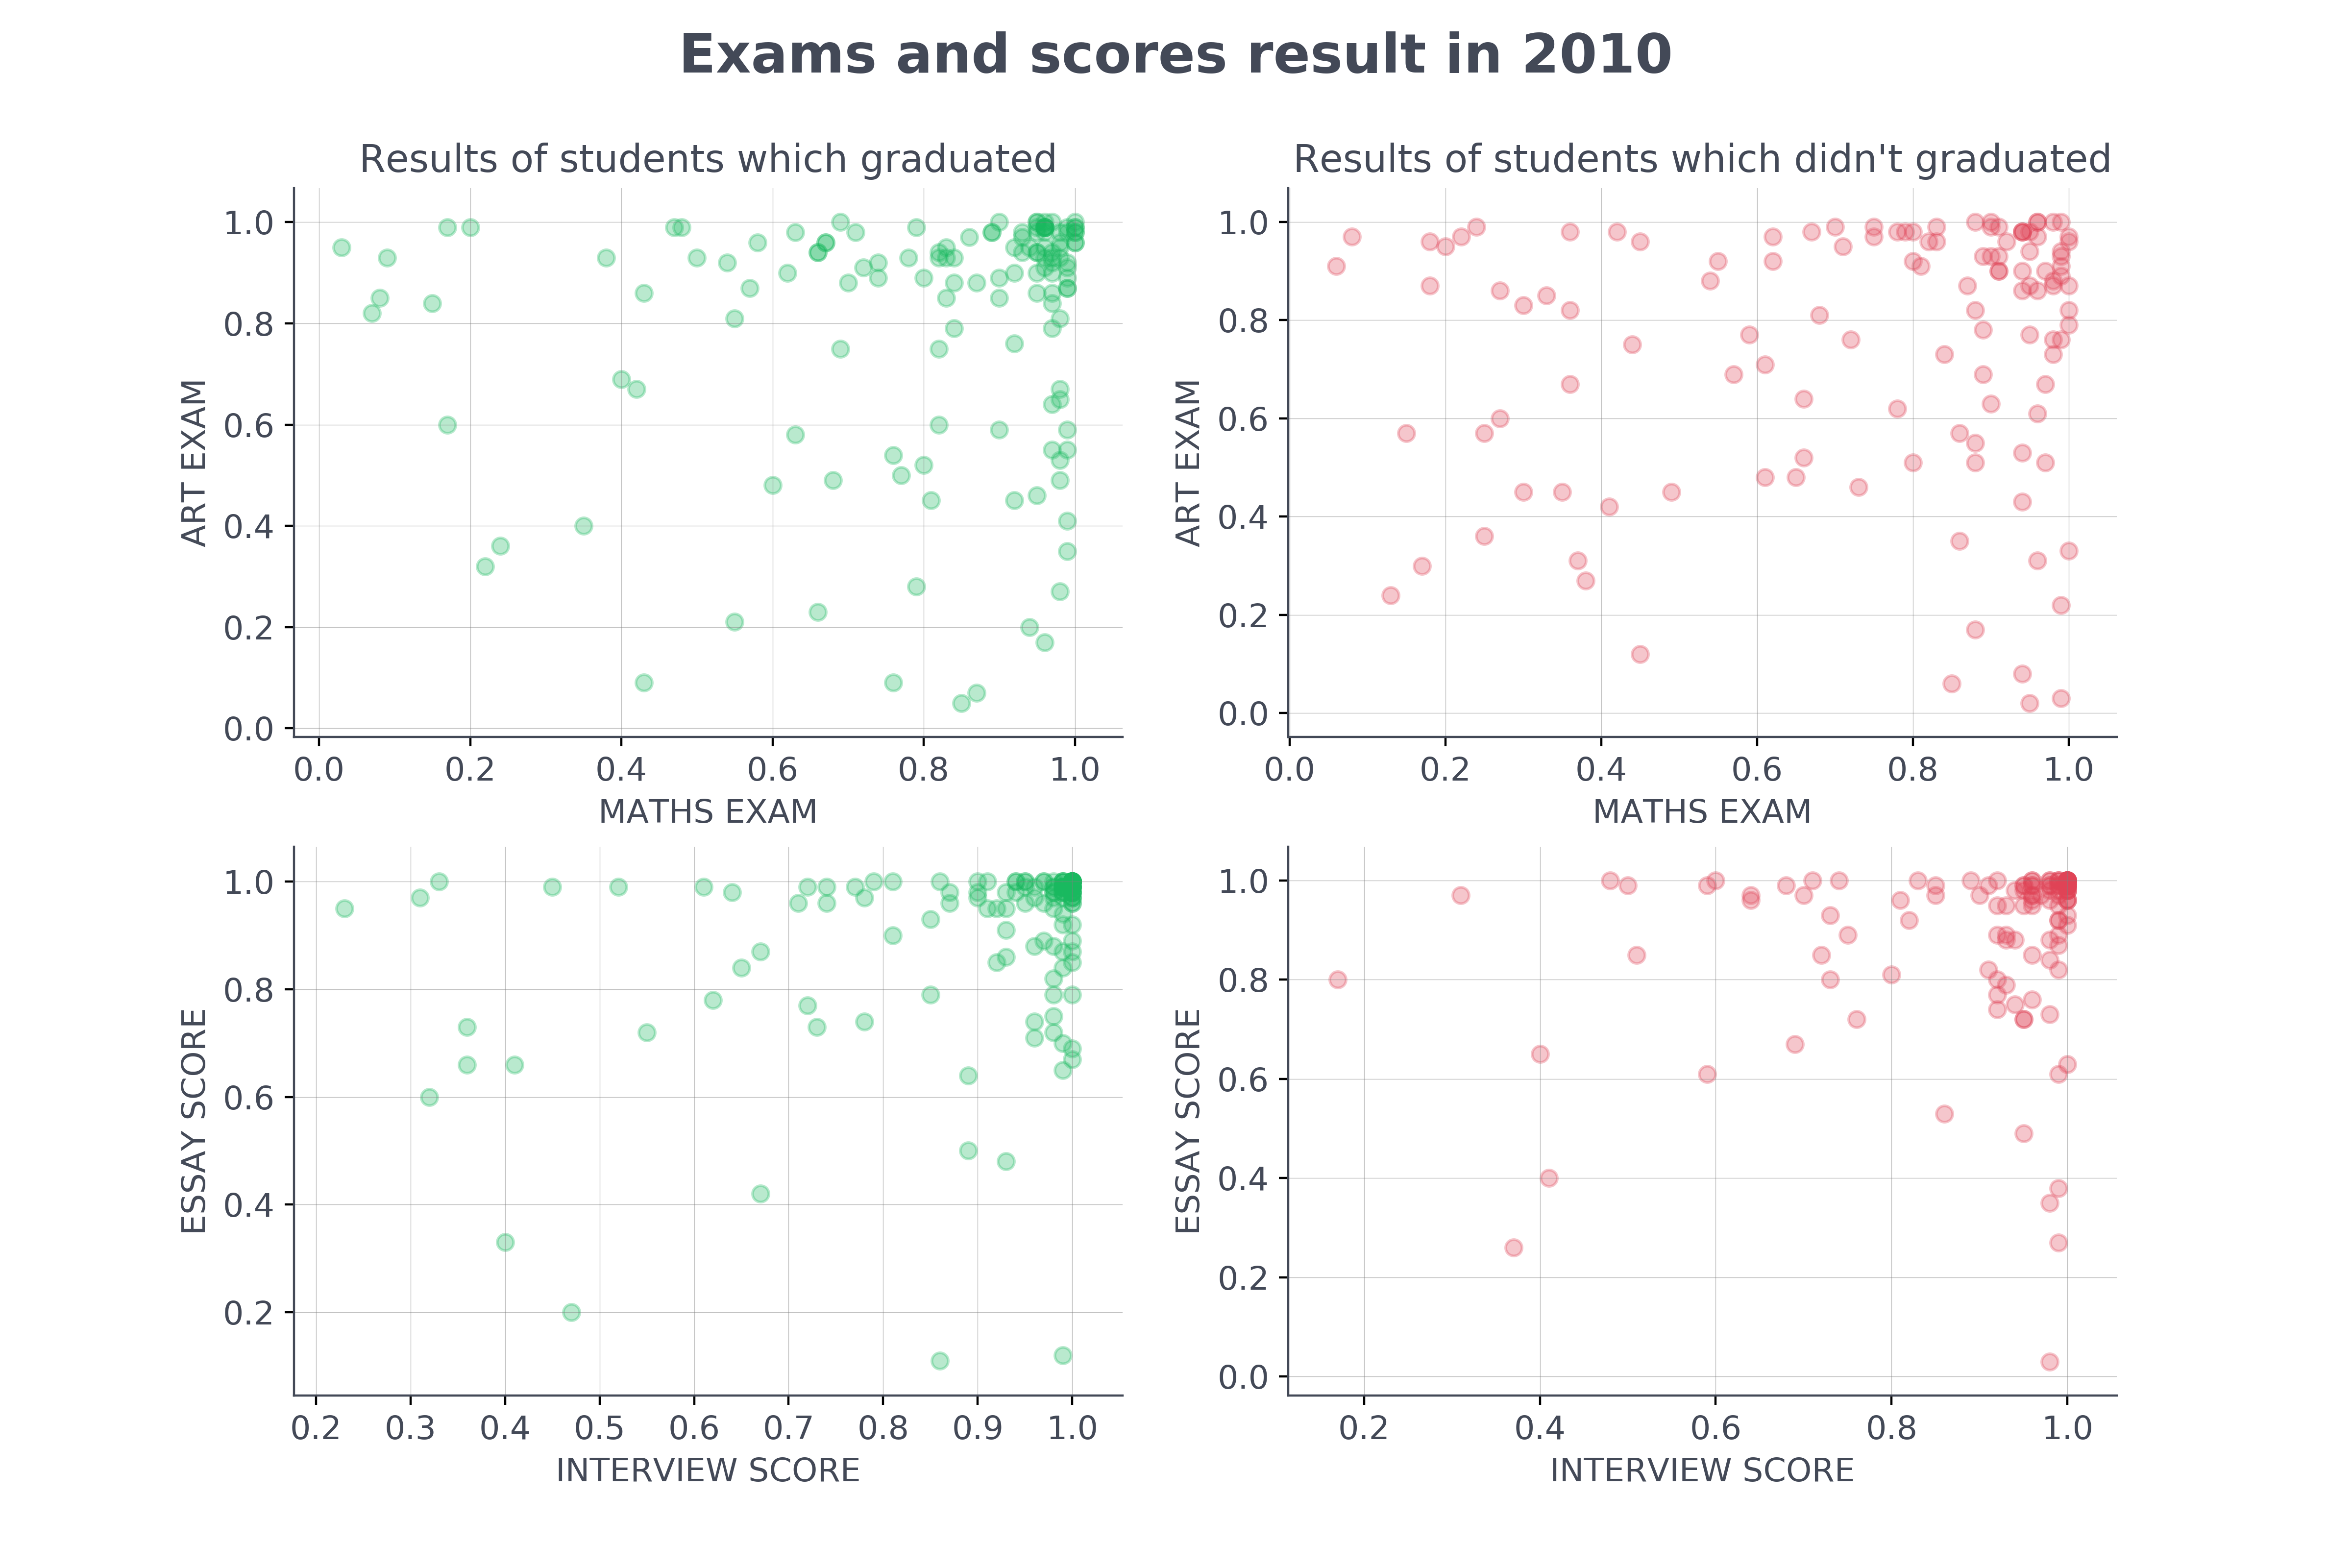 Exams and scores result in 2010
Results of students which graduated
1.0
0.8
0.6
0.4
0.2
0.0
ART EXAM
0.0 0.2 0.4 0.6 0.8 1.0
MATHS EXAM
Results of students which didn't graduated
1.0
0.8
0.6
0.4
0.2
0.0
ART EXAM
0.0 0.2 0.4 0.6 0.8 1.0
MATHS EXAM
1.0
0.8
0.6
0.4
0.2
ESSAY SCORE
0.2 0.3 0.4 0.5 0.6 0.7 0.8 0.9 1.0
INTERVIEW SCORE
1.0
0.8
0.6
0.4
0.2
0.0
ESSAY SCORE
0.2 0.4 0.6 0.8 1.0
INTERVIEW SCORE